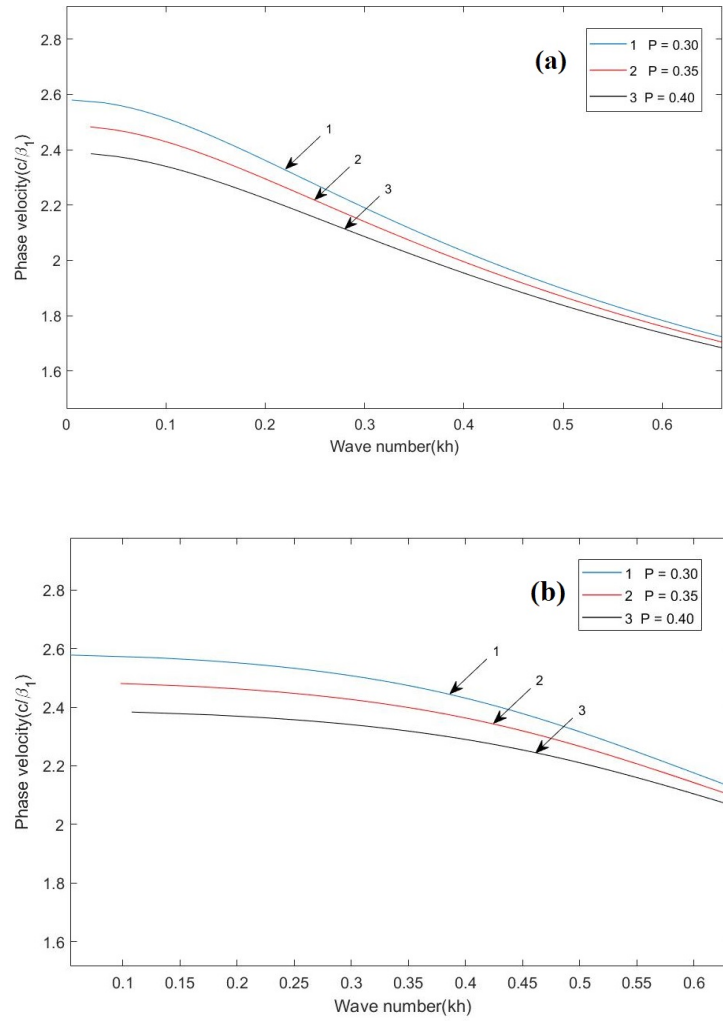 2.8
2.6
2.4
2.2
2
1.8
1.6
Phase velocity(c/β₁)
(a)
1 P = 0.30
2 P = 0.35
3 P = 0.40
1
2
3
0 0.1 0.2 0.3 0.4 0.5 0.6
Wave number(kh)
2.8
2.6
2.4
2.2
2
1.8
1.6
Phase velocity(c/β₁)
(b)
1 P = 0.30
2 P = 0.35
3 P = 0.40
1
2
3
0.1 0.15 0.2 0.25 0.3 0.35 0.4 0.45 0.5 0.55 0.6
Wave number(kh)